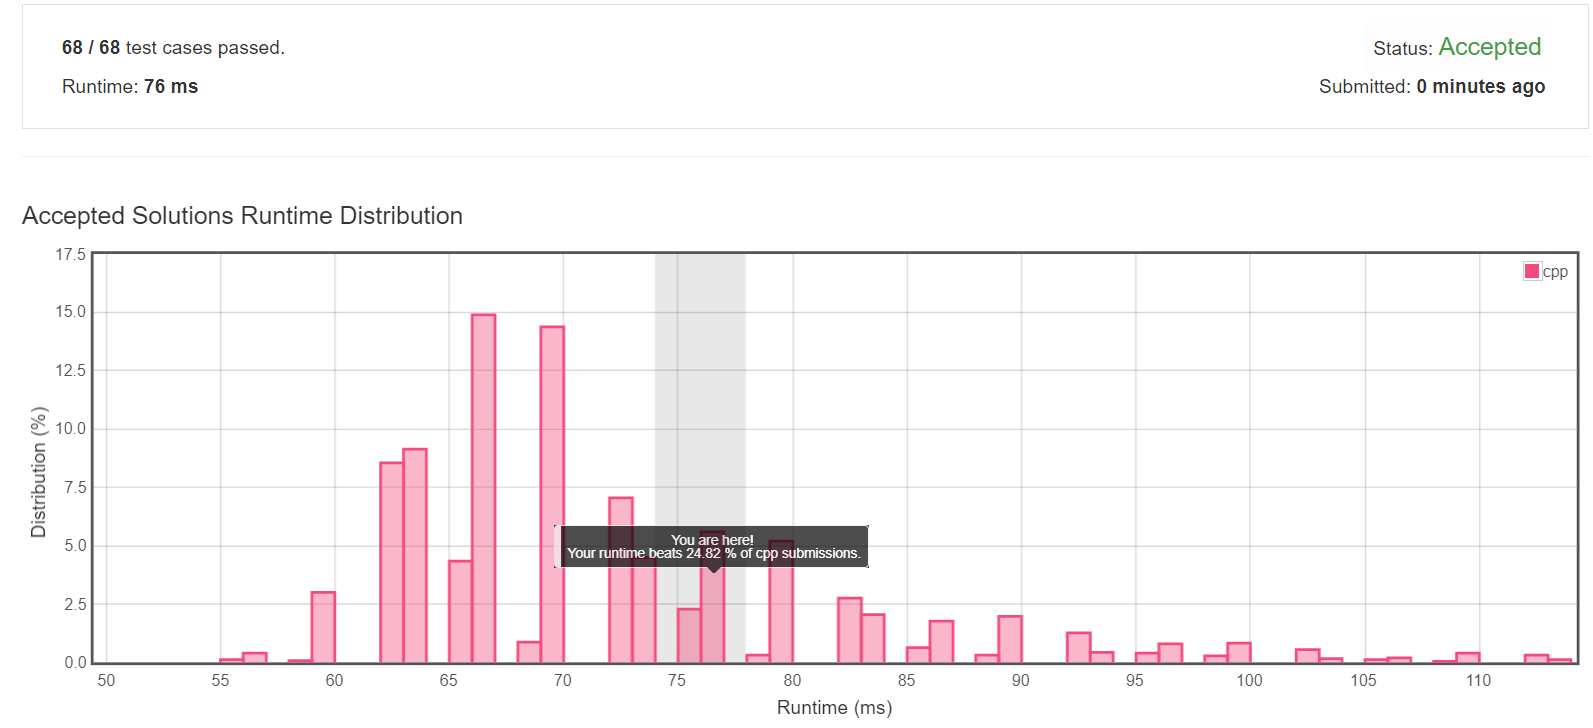 68 / 68 test cases passed.
Status: Accepted
Runtime: 76 ms
Submitted: 0 minutes ago
Accepted Solutions Runtime Distribution
17.5
15.0
12.5
10.0
7.5
5.0
2.5
0.0
Distribution (%)
cpp
You are here!
Your runtime beats 24.82 % of cpp submissions.
50 55 60 65 70 75 80 85 90 95 100 105 110
Runtime (ms)